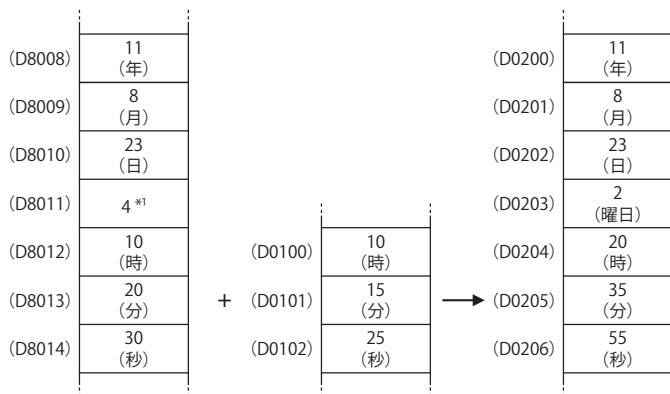 (D8008) 11 (D0200) 11
(年) (年)
(D8009) 8 (D0201) 8
(月) (月)
(D8010) 23 (D0202) 23
(日) (日)
(D8011) 4 *1 (D0203) 2
(曜日)
(D8012) 10 (D0100) 10 (D0204) 20
(時) (時) (時)
(D8013) 20 + (D0101) 15 → (D0205) 35
(分) (分) (分)
(D8014) 30 (D0102) 25 (D0206) 55
(秒) (秒) (秒)